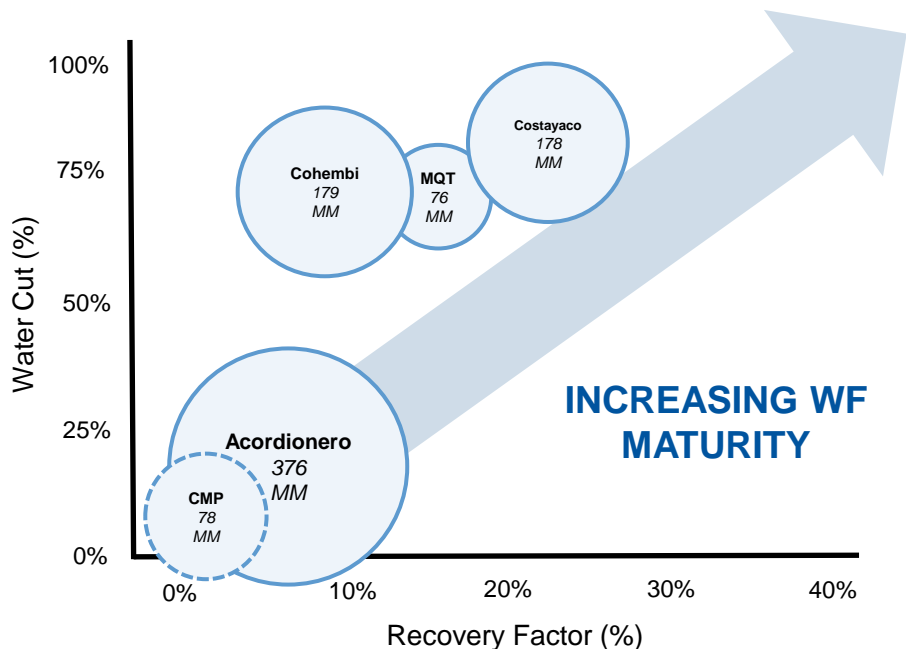 Water Cut (%)
100%
75%
50%
25%
0%
Cohembi
179
MM
MQT
76
MM
Costayaco
178
MM
Acordionero
376
MM
CMP
78
MM
INCREASING WF
MATURITY
0%
10%
20%
30%
40%
Recovery Factor (%)